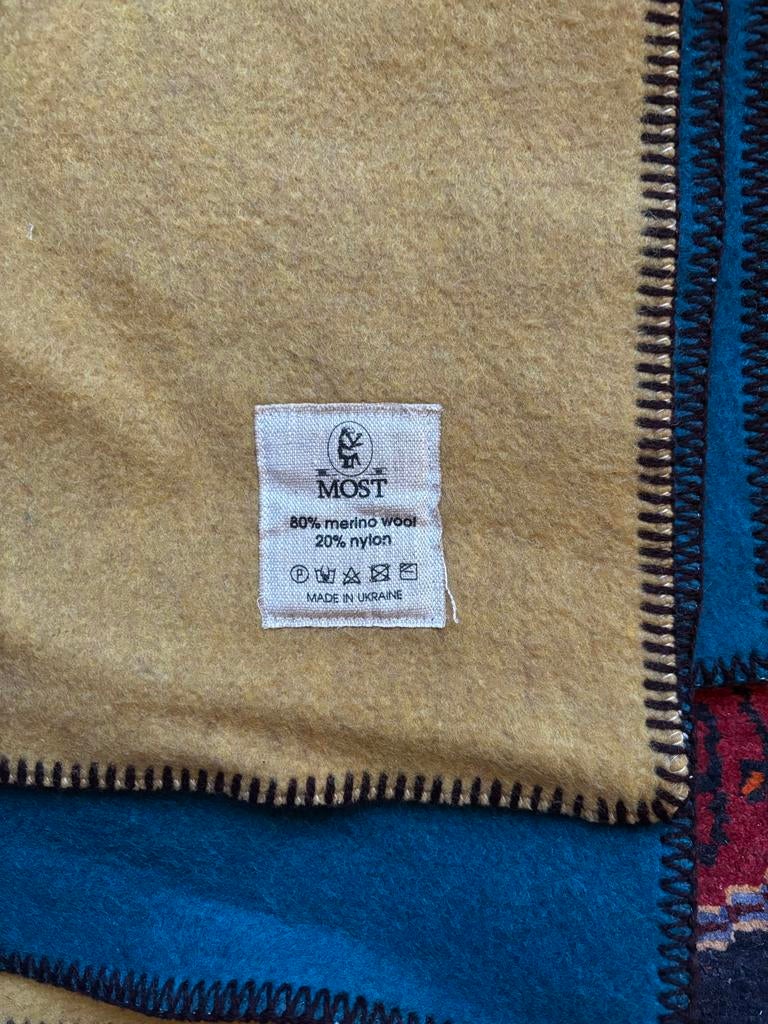 MOST
80% merino wool
20% nylon
P
MADE IN UKRAINE